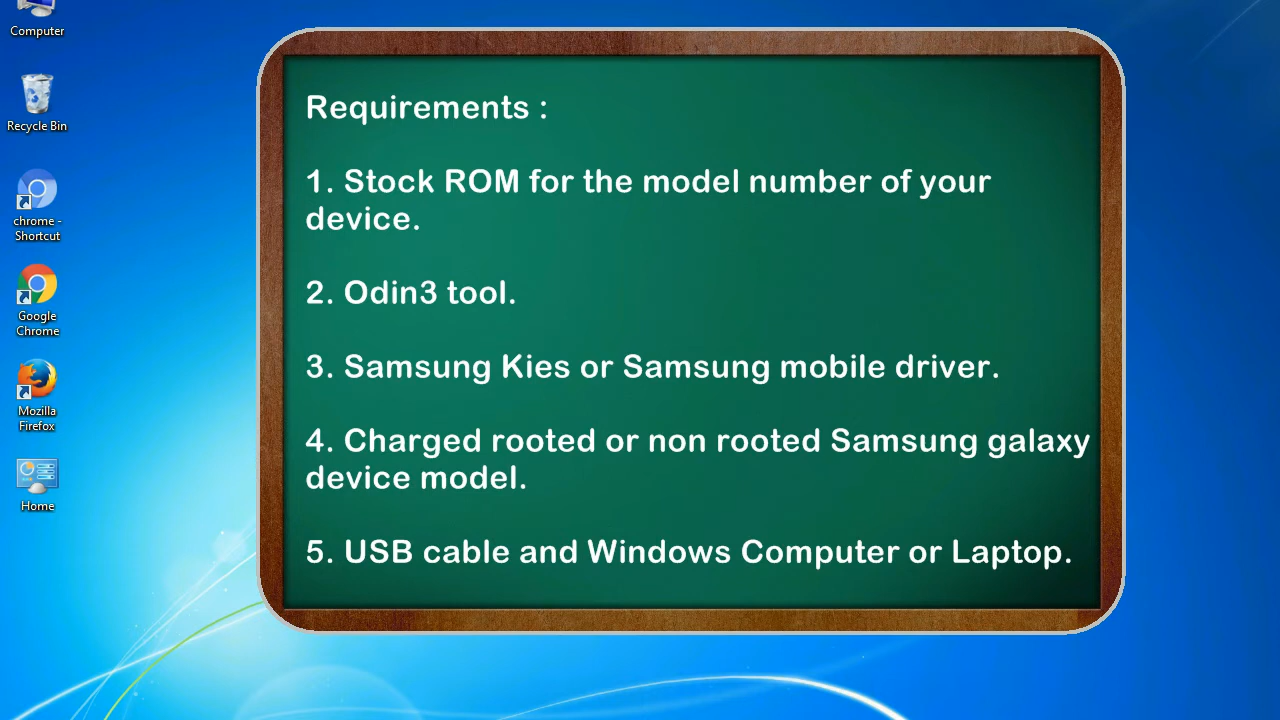 Computer
Recycle Bin
chrome -
Shortcut
Google
Chrome
Mozilla
Firefox
Home
Requirements :
1. Stock ROM for the model number of your
device.
2. Odin3 tool.
3. Samsung Kies or Samsung mobile driver.
4. Charged rooted or non rooted Samsung galaxy
device model.
5. USB cable and Windows Computer or Laptop.